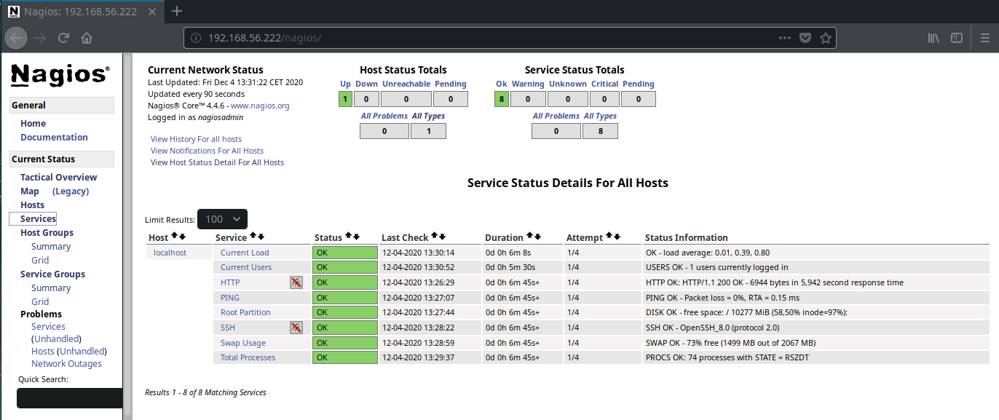 Nagios: 192.168.56.222
192.168.56.222/nagios/
Nagios®
General
Home
Documentation
Current Status
Tactical Overview
Map (Legacy)
Hosts
Services
Host Groups
Summary
Grid
Service Groups
Summary
Grid
Problems
Services
(Unhandled)
Hosts (Unhandled)
Network Outages
Quick Search:
Current Network Status
Last Updated: Fri Dec 4 13:31:22 CET 2020
Updated every 90 seconds
Nagios® Core™ 4.4.6 - www.nagios.org
Logged in as nagiosadmin
View History For all hosts
View Notifications For All Hosts
View Host Status Detail For All Hosts
Host Status Totals
Up Down Unreachable Pending
1 0 0 0
All Problems All Types
0 1
Service Status Totals
Ok Warning Unknown Critical Pending
8 0 0 0 0
All Problems All Types
0 8
Service Status Details For All Hosts
Limit Results: 100
Host Service Status Last Check Duration Attempt Status Information
localhost Current Load OK 12-04-2020 13:30:14 0d 0h 6m 8s 1/4 OK - load average: 0.01, 0.39, 0.80
Current Users OK 12-04-2020 13:30:52 0d 0h 5m 30s 1/4 USERS OK - 1 users currently logged in
HTTP OK 12-04-2020 13:26:29 0d 0h 6m 45s+ 1/4 HTTP OK: HTTP/1.1 200 OK - 6944 bytes in 5,942 second response time
PING OK 12-04-2020 13:27:07 0d 0h 6m 45s+ 1/4 PING OK - Packet loss = 0%, RTA = 0.15 ms
Root Partition OK 12-04-2020 13:27:44 0d 0h 6m 45s+ 1/4 DISK OK - free space: / 10277 MiB (58,50% inode=97%):
SSH OK 12-04-2020 13:28:22 0d 0h 6m 45s+ 1/4 SSH OK - OpenSSH_8.0 (protocol 2.0)
Swap Usage OK 12-04-2020 13:28:59 0d 0h 6m 45s+ 1/4 SWAP OK - 73% free (1499 MB out of 2067 MB)
Total Processes OK 12-04-2020 13:29:37 0d 0h 6m 45s+ 1/4 PROCS OK: 74 processes with STATE = RSZDT
Results 1 - 8 of 8 Matching Services